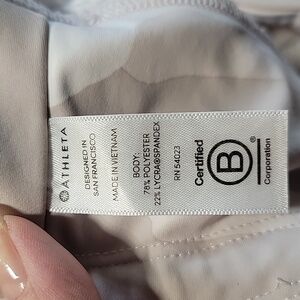 ATHLETA
DESIGNED IN
SAN FRANCISCO
MADE IN VIETNAM
BODY:
78% POLYESTER
22% LYCRA®SPANDEX
RN 54023
Certified
B®
Corporation